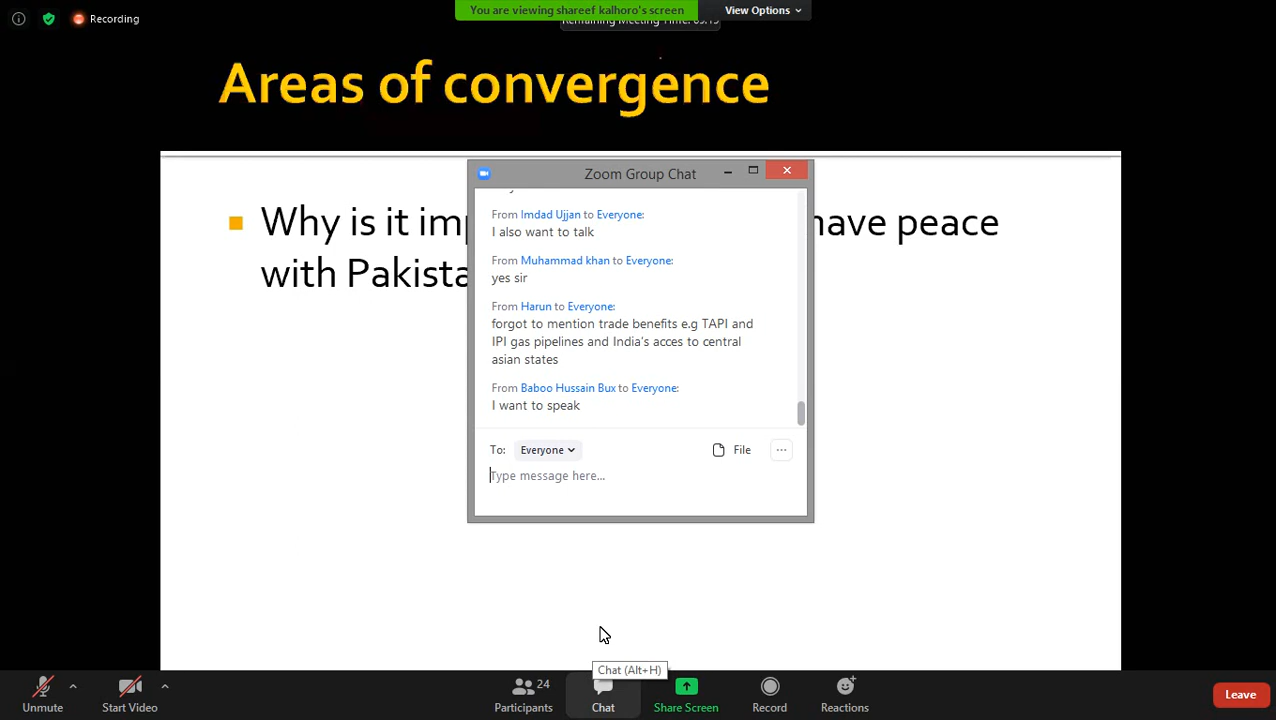 Recording
You are viewing shareef kalhoro's screen
View Options
Remaining Meeting Time:
Areas of convergence
Zoom Group Chat
Why is it have peace
with
From Imdad Ujjan to Everyone:
I also want to talk
From Muhammad khan to Everyone:
yes sir
From Harun to Everyone:
forgot to mention trade benefits e.g TAPI and
IPI gas pipelines and India's acces to central
asian states
From Baboo Hussain Bux to Everyone:
I want to speak
To: Everyone
File
Type message here...
Chat (Alt+H)
Unmute
Start Video
24
Participants
Chat
Share Screen
Record
Reactions
Leave